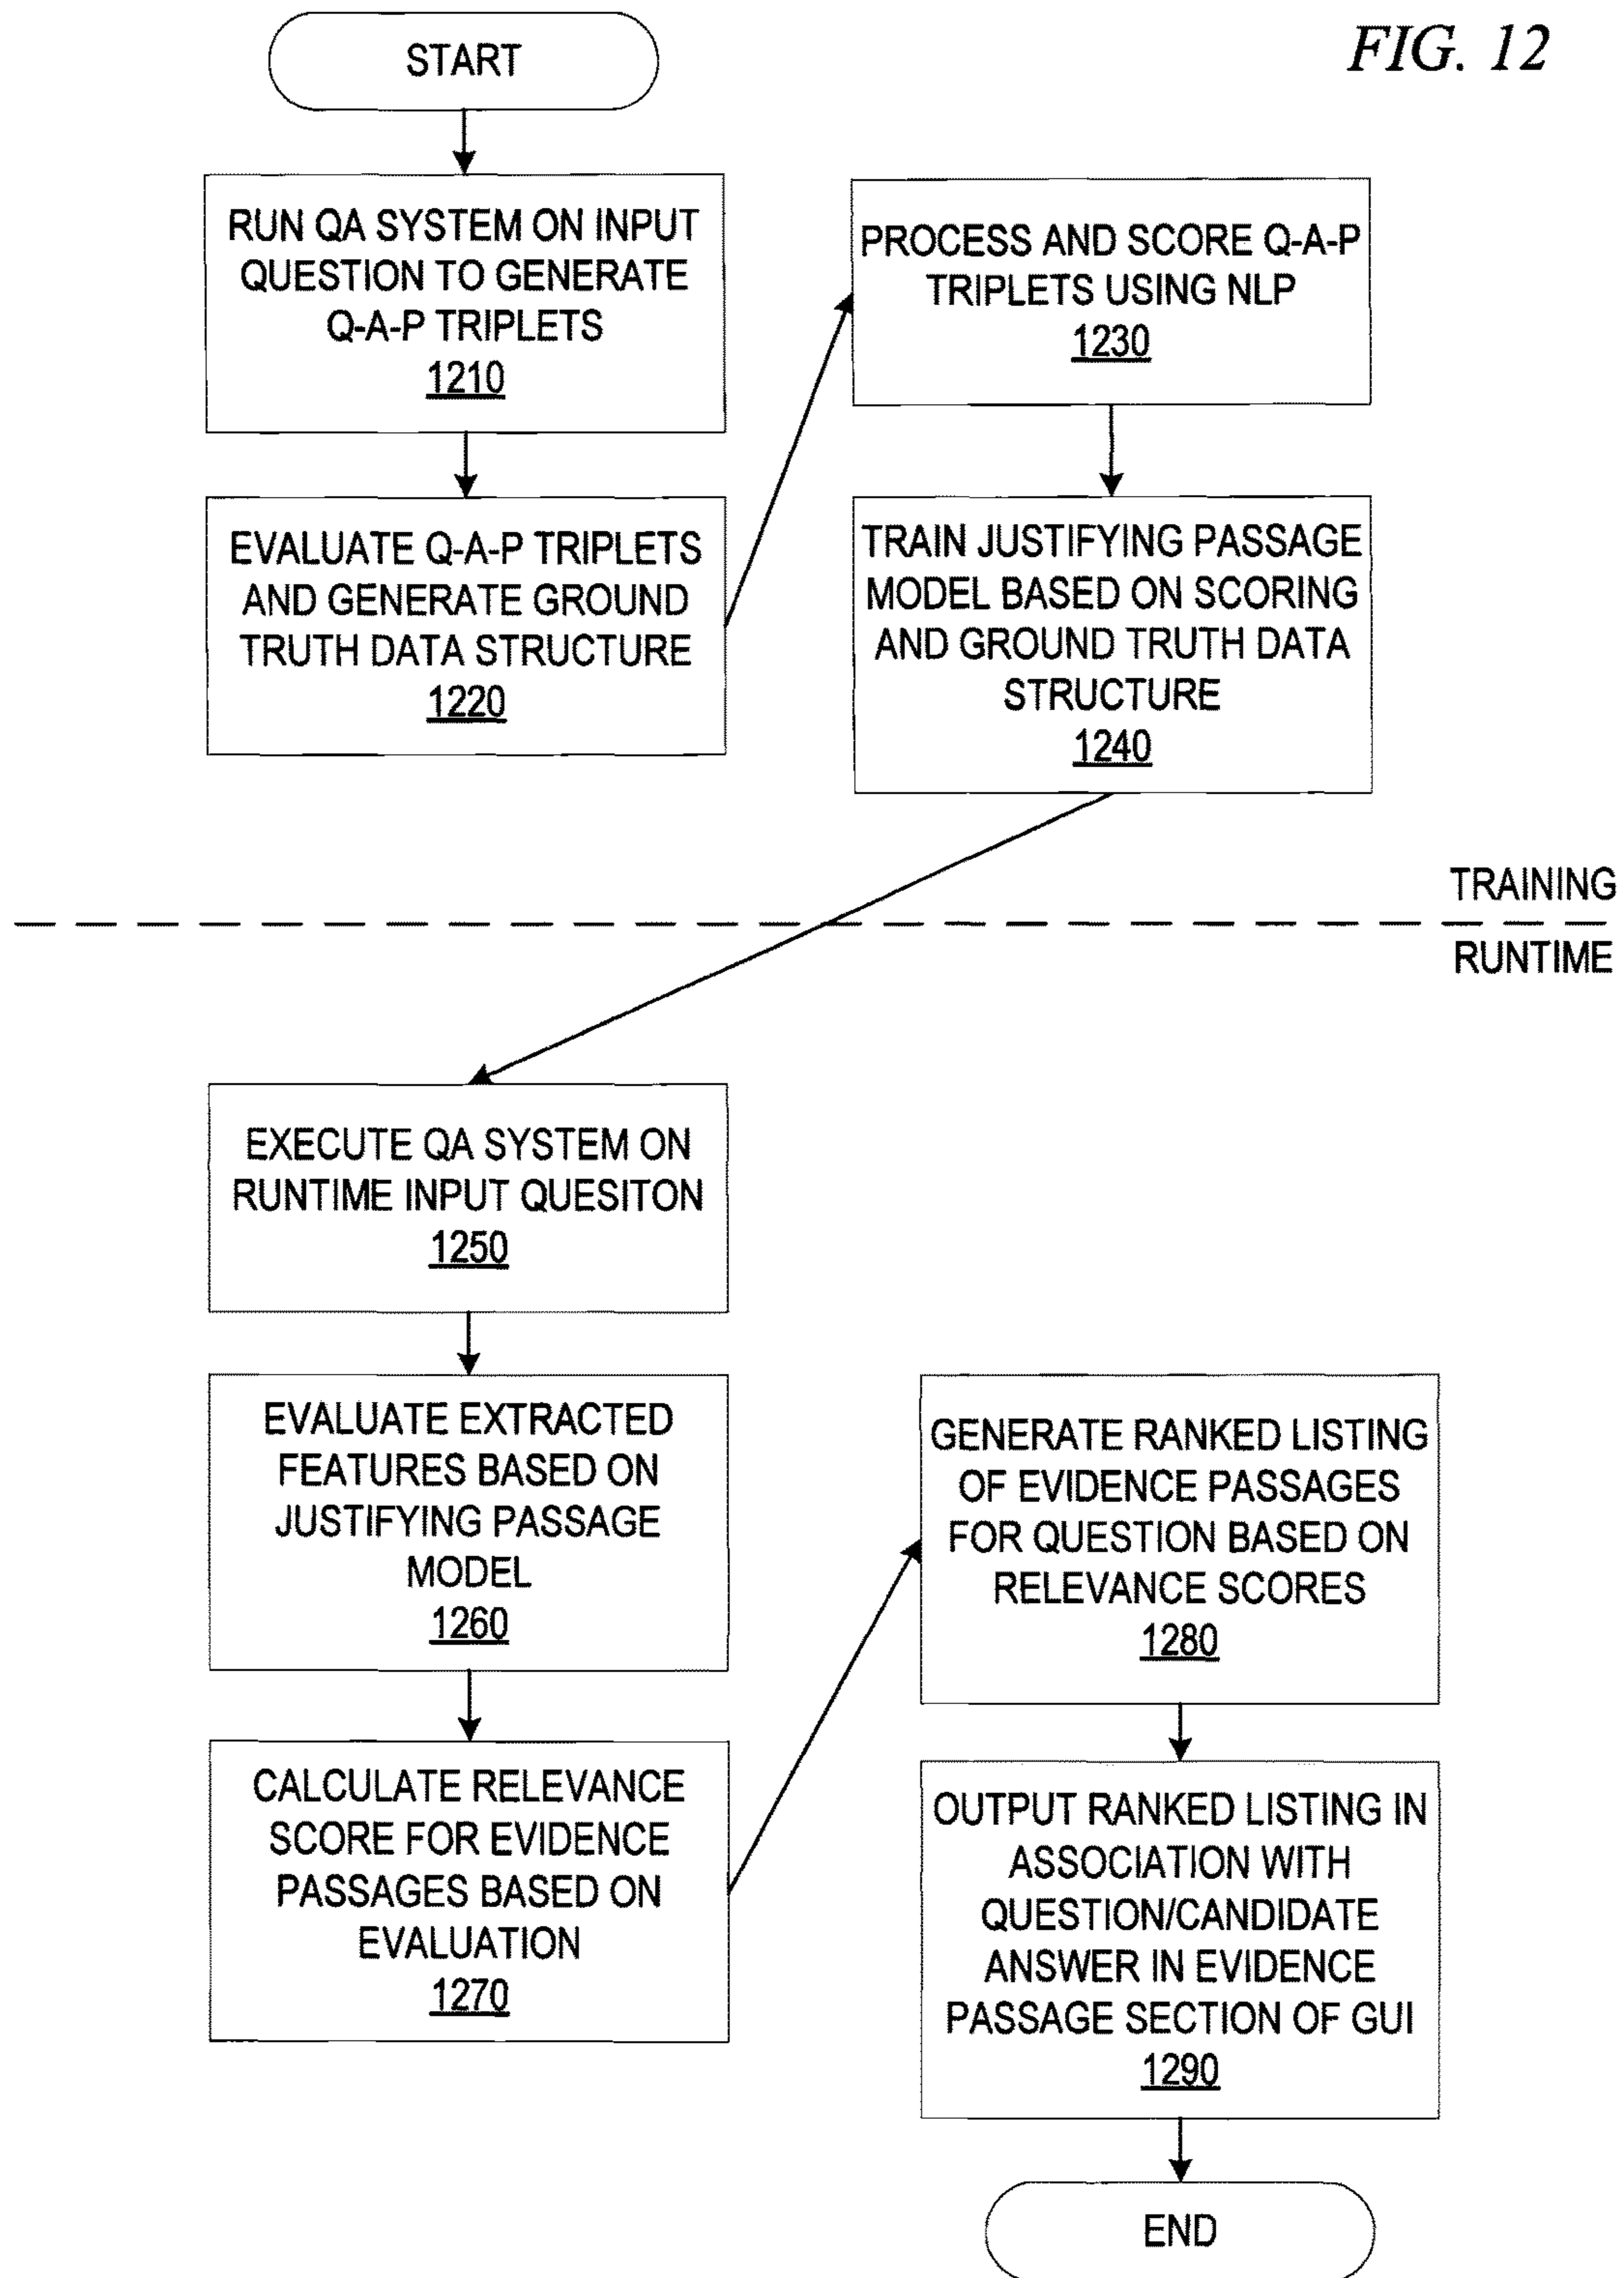 FIG. 12
START
RUN QA SYSTEM ON INPUT
QUESTION TO GENERATE
Q-A-P TRIPLETS
1210
EVALUATE Q-A-P TRIPLETS
AND GENERATE GROUND
TRUTH DATA STRUCTURE
1220
PROCESS AND SCORE Q-A-P
TRIPLETS USING NLP
1230
TRAIN JUSTIFYING PASSAGE
MODEL BASED ON SCORING
AND GROUND TRUTH DATA
STRUCTURE
1240
TRAINING
RUNTIME
EXECUTE QA SYSTEM ON
RUNTIME INPUT QUESITON
1250
EVALUATE EXTRACTED
FEATURES BASED ON
JUSTIFYING PASSAGE
MODEL
1260
CALCULATE RELEVANCE
SCORE FOR EVIDENCE
PASSAGES BASED ON
EVALUATION
1270
GENERATE RANKED LISTING
OF EVIDENCE PASSAGES
FOR QUESTION BASED ON
RELEVANCE SCORES
1280
OUTPUT RANKED LISTING IN
ASSOCIATION WITH
QUESTION/CANDIDATE
ANSWER IN EVIDENCE
PASSAGE SECTION OF GUI
1290
END